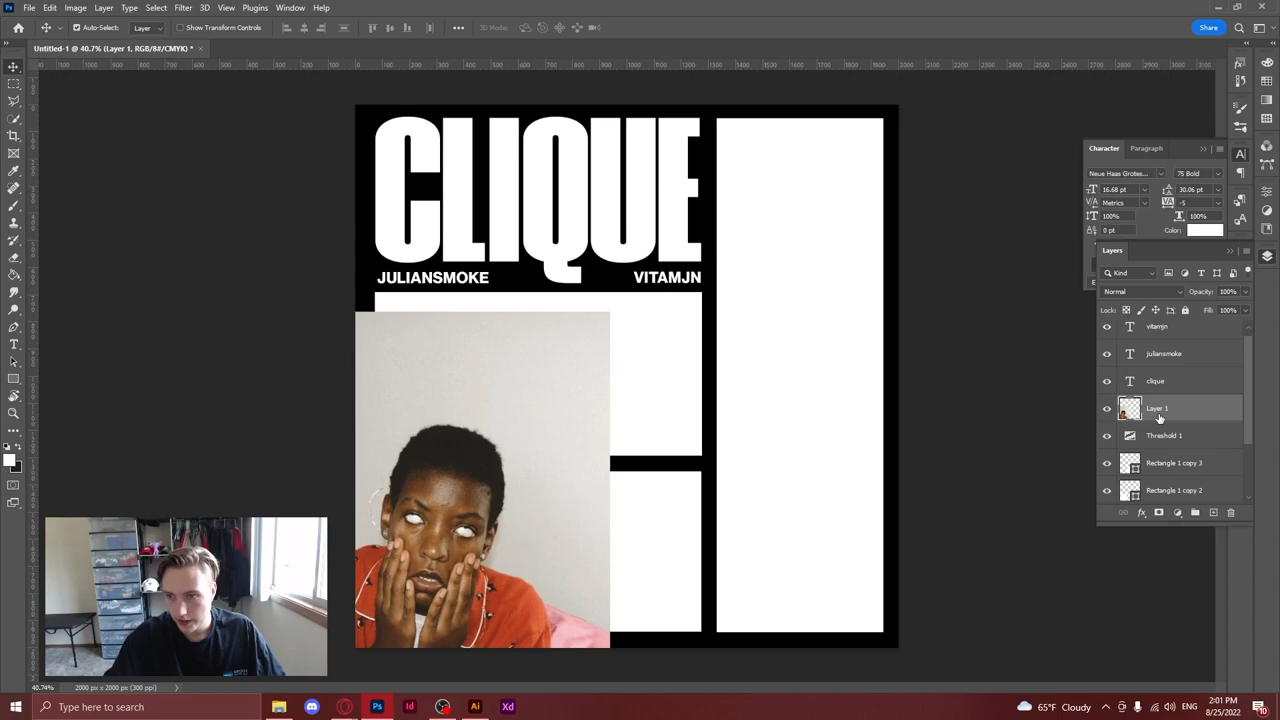 File Edit Image Layer Type Select Filter 3D View Plugins Window Help
Auto-Select: Layer Show Transform Controls 3D Mode: Share
Untitled-1 @ 40.7% (Layer 1, RGB/8#/CMYK) *
CLIQUE
JULIANSMOKE VITAMJN
Character Paragraph
Neue Haas Grotes... 75 Bold
16.68 pt 30.06 pt
Metrics -5
100% 100%
0 pt Color:
Layers
Kind
Normal Opacity: 100%
Lock: Fill: 100%
vitamjn
juliansmoke
clique
Layer 1
Threshold 1
Rectangle 1 copy 3
Rectangle 1 copy 2
40.74% 2000 px x 2000 px (300 ppi)
Type here to search
65°F Cloudy ENG 2:01 PM
8/25/2022